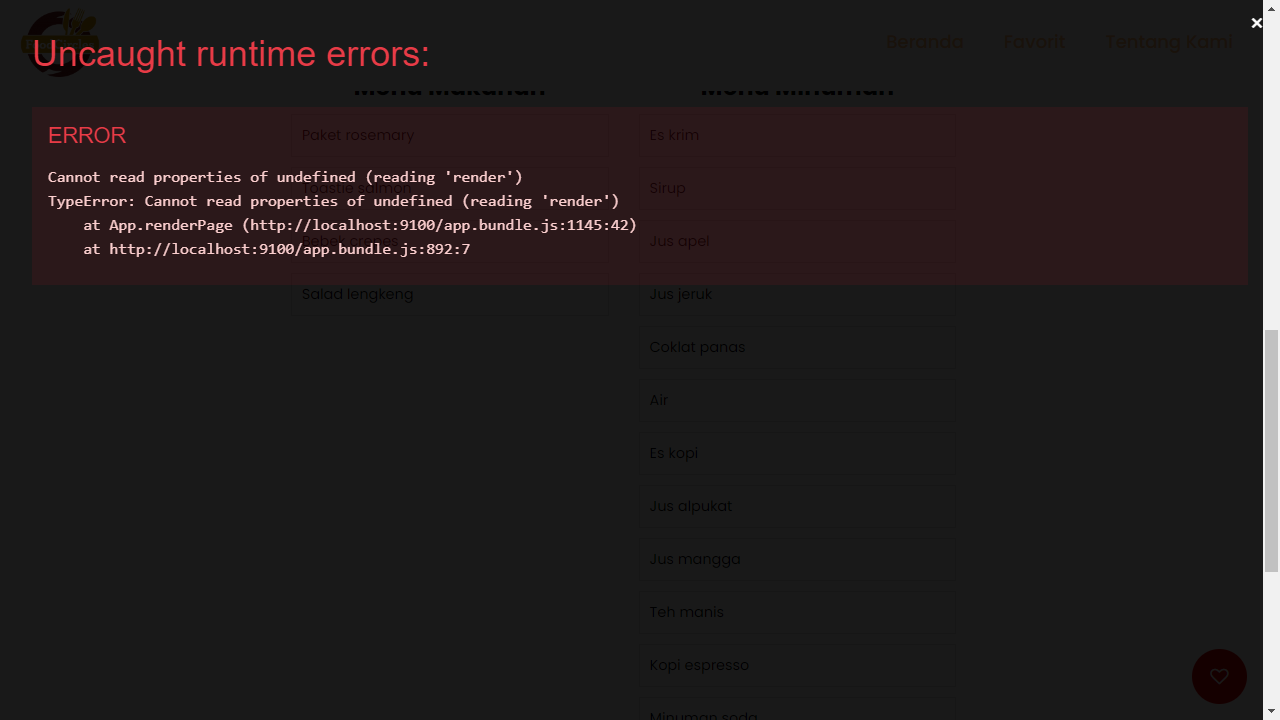 ×
Beranda Favorit Tentang Kami
Uncaught runtime errors:
Menu Makanan Menu Minuman
ERROR
Paket rosemary Es krim
Cannot read properties of undefined (reading 'render')
Toastie salmon Sirup
TypeError: Cannot read properties of undefined (reading 'render')
at App.renderPage (http://localhost:9100/app.bundle.js:1145:42)
Jus apel
at http://localhost:9100/app.bundle.js:892:7
Salad lengkeng Jus jeruk
Coklat panas
Air
Es kopi
Jus alpukat
Jus mangga
Teh manis
Kopi espresso
Minuman soda